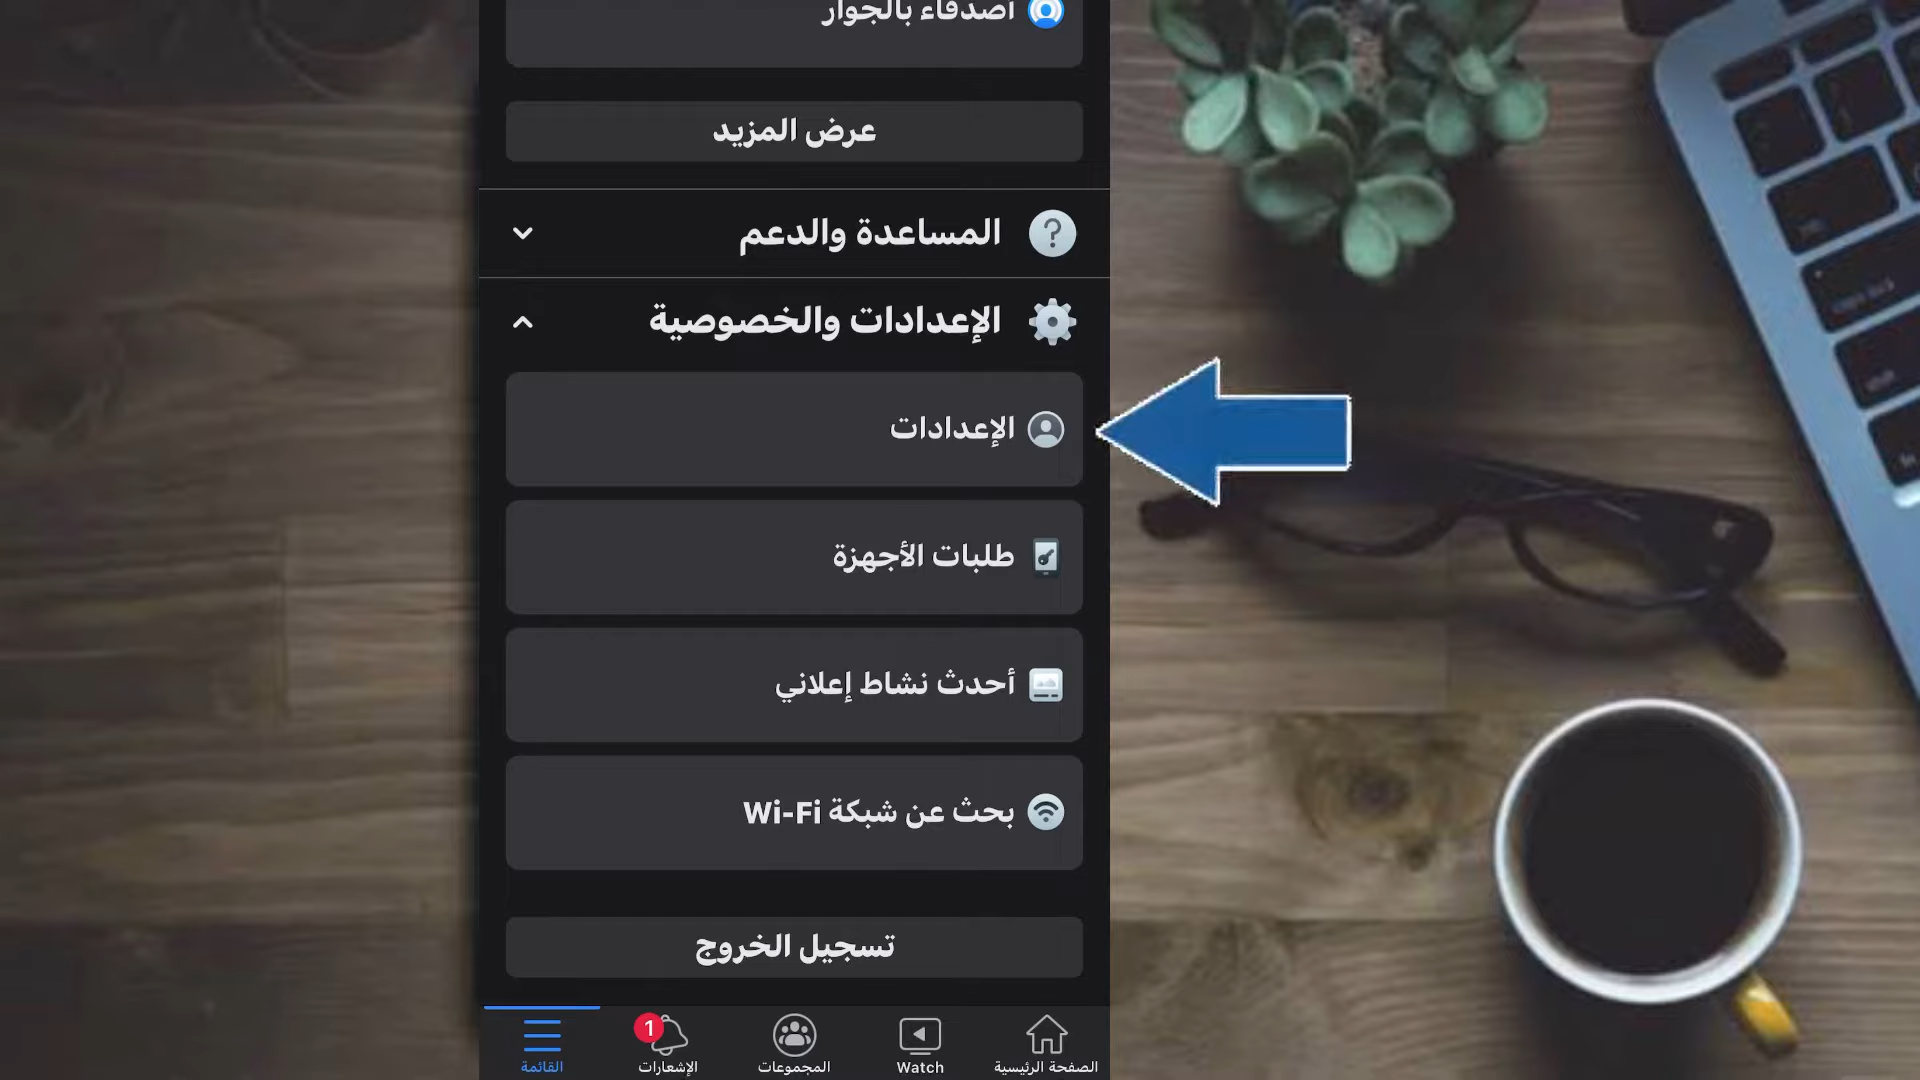 أصدقاء بالجوار
عرض المزيد
المساعدة والدعم
الإعدادات والخصوصية
الإعدادات
طلبات الأجهزة
أحدث نشاط إعلاني
بحث عن شبكة Wi-Fi
تسجيل الخروج
الصفحة الرئيسية
Watch
المجموعات
1
الإشعارات
القائمة